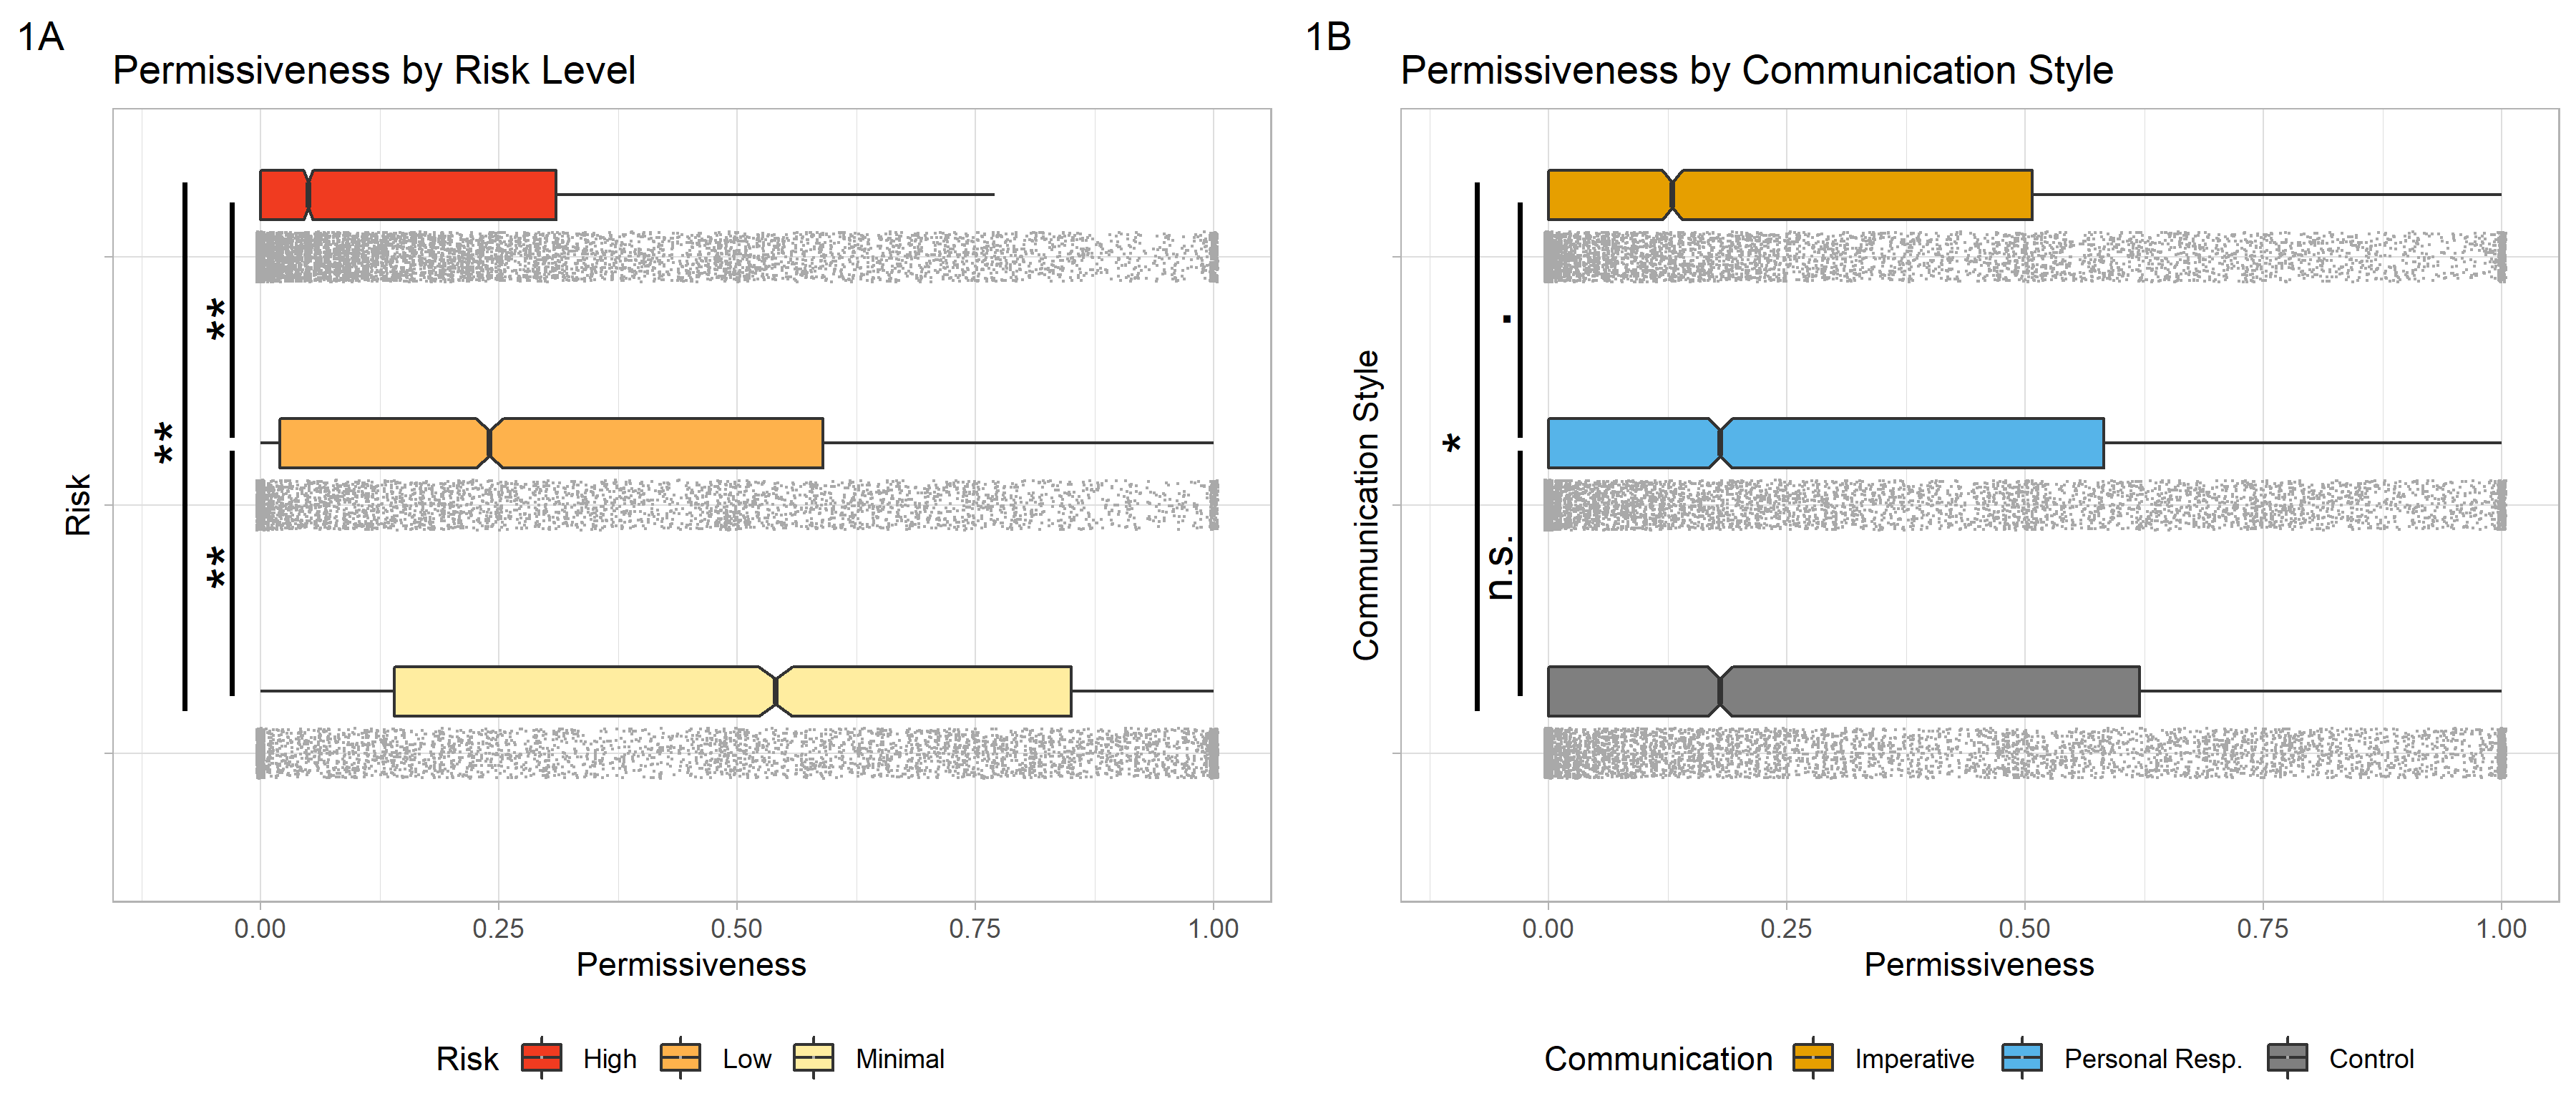 1A
Permissiveness by Risk Level
**
**
**
Risk
0.00 0.25 0.50 0.75 1.00
Permissiveness
Risk High Low Minimal
1B
Permissiveness by Communication Style
.
*
n.s.
Communication Style
0.00 0.25 0.50 0.75 1.00
Permissiveness
Communication Imperative Personal Resp. Control